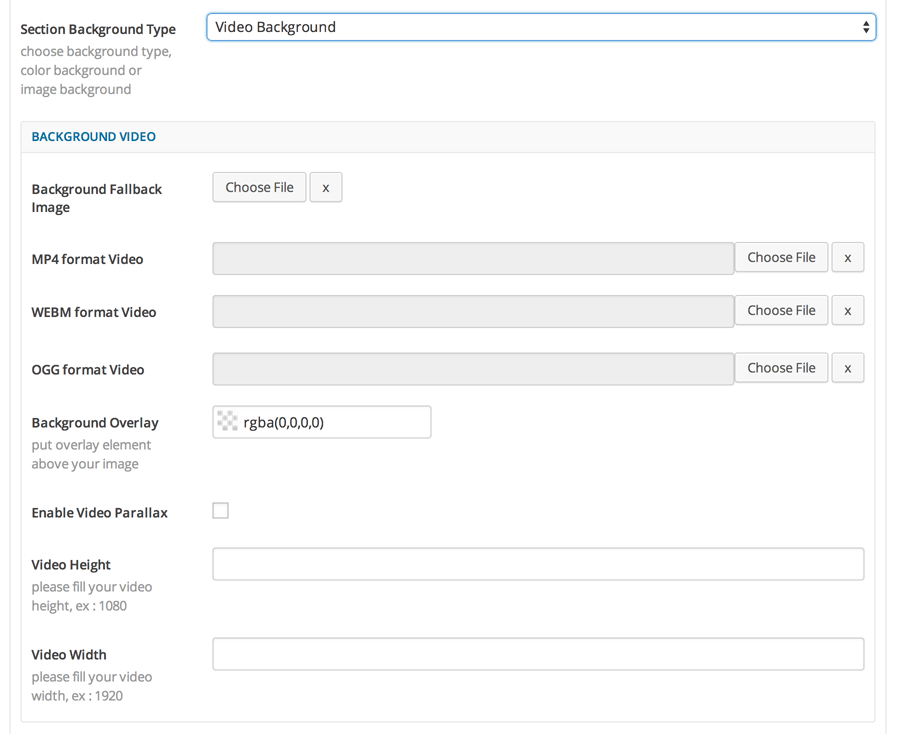 Section Background Type
Video Background
choose background type,
color background or
image background
BACKGROUND VIDEO
Background Fallback
Image
Choose File
x
MP4 format Video
Choose File
x
WEBM format Video
Choose File
x
OGG format Video
Choose File
x
Background Overlay
rgba(0,0,0,0)
put overlay element
above your image
Enable Video Parallax
Video Height
please fill your video
height, ex : 1080
Video Width
please fill your video
width, ex : 1920